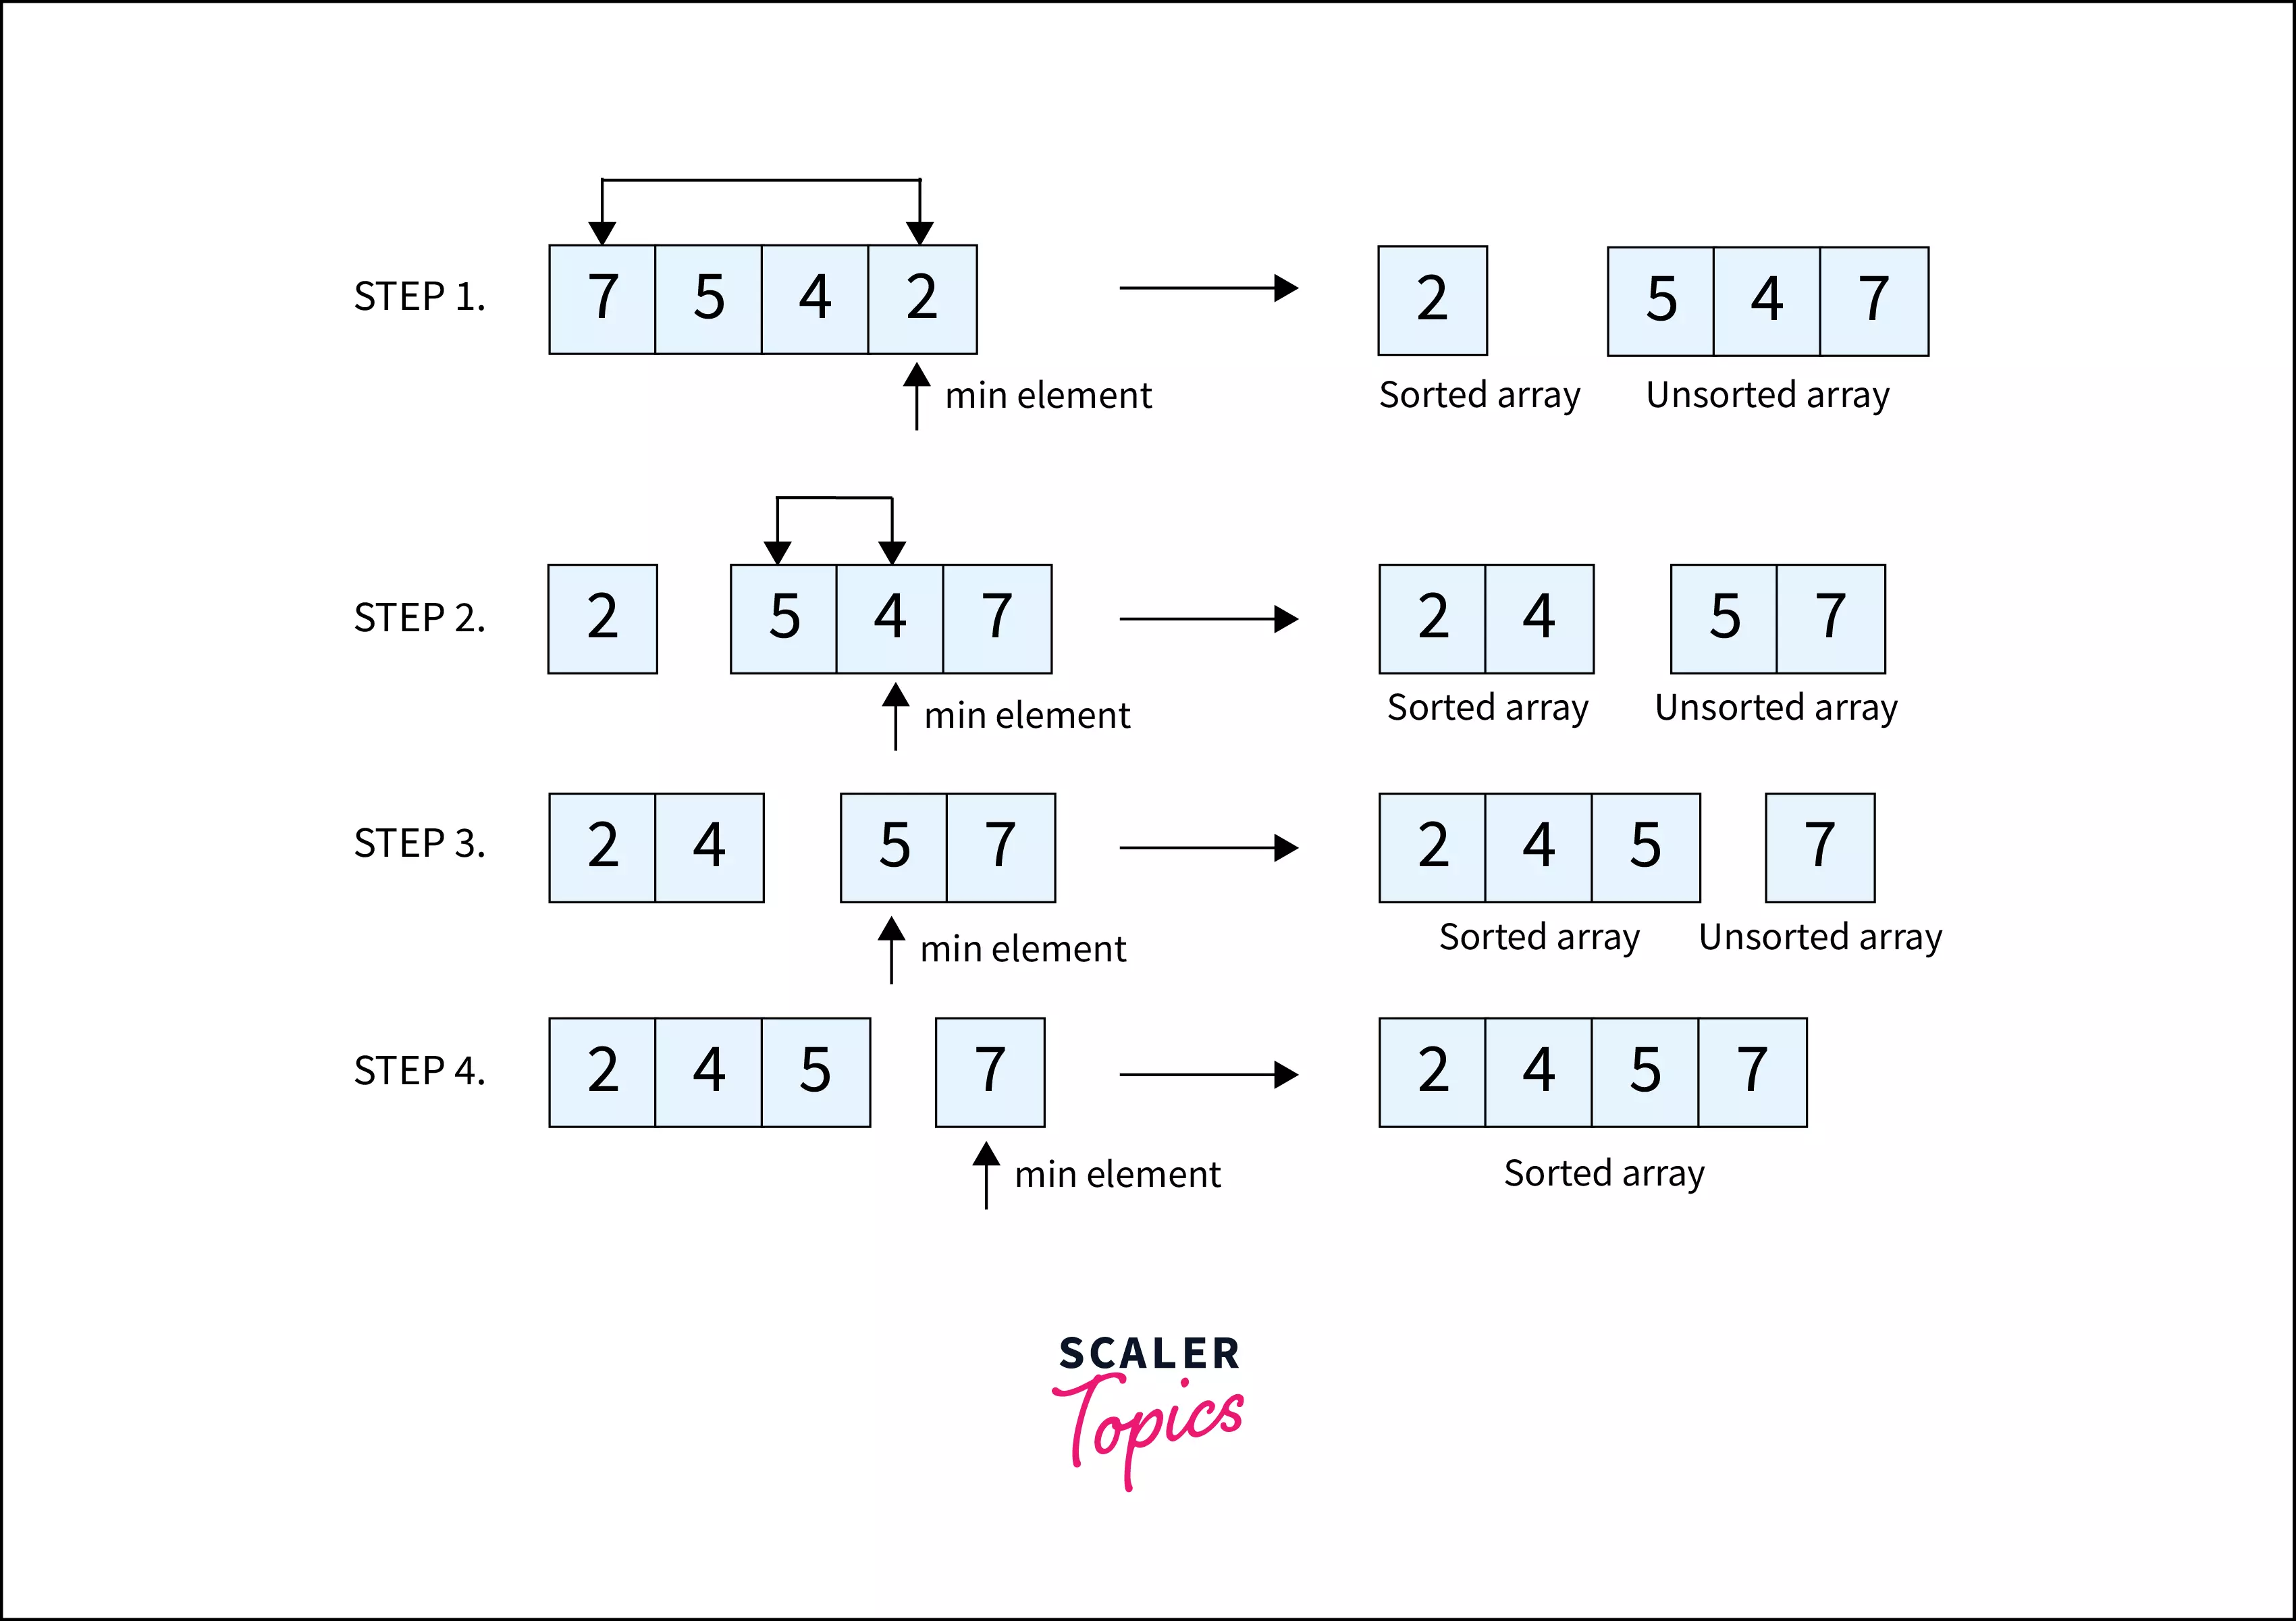 STEP 1. 7 5 4 2 2 5 4 7
min element Sorted array Unsorted array
STEP 2. 2 5 4 7 2 4 5 7
min element Sorted array Unsorted array
STEP 3. 2 4 5 7 2 4 5 7
min element Sorted array Unsorted array
STEP 4. 2 4 5 7 2 4 5 7
min element Sorted array
SCALER
Topics